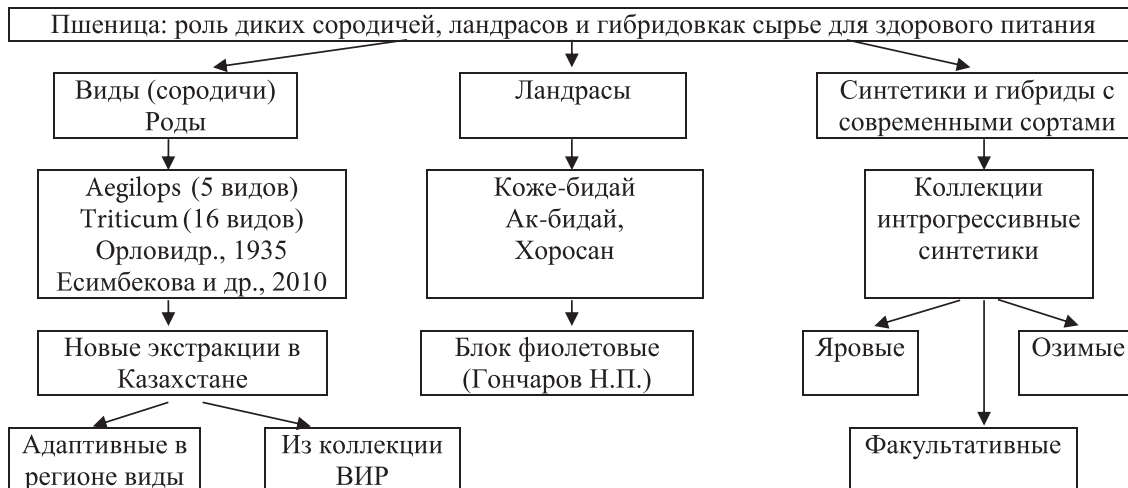 Пшеница: роль диких сородичей, ландрасов и гибридовкак сырье для здорового питания
Виды (сородичи)
Роды
Ландрасы
Синтетики и гибриды с
современными сортами
Aegilops (5 видов)
Triticum (16 видов)
Орловидр., 1935
Есимбекова и др., 2010
Коже-бидай
Ак-бидай,
Хоросан
Коллекции
интрогрессивные
синтетики
Новые экстракции в
Казахстане
Блок фиолетовые
(Гончаров Н.П.)
Яровые
Озимые
Адаптивные в
регионе виды
Из коллекции
ВИР
Факультативные